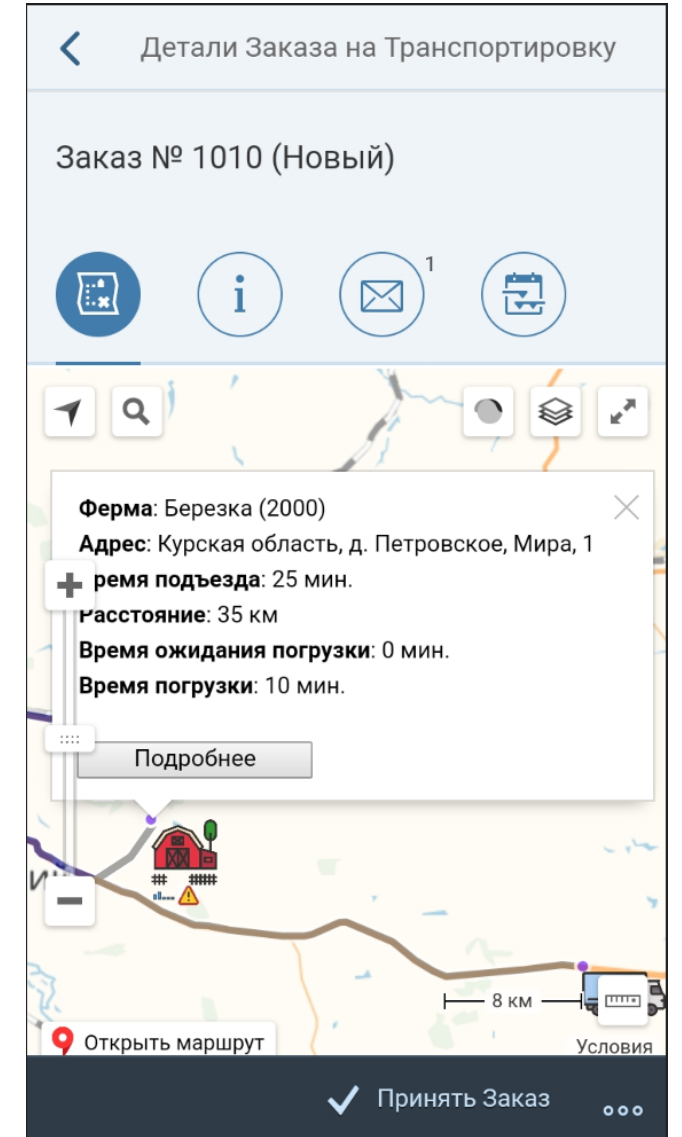 Детали Заказа на Транспортировку
Заказ № 1010 (Новый)
1
Ферма: Березка (2000)
Адрес: Курская область, д. Петровское, Мира, 1
ремя подъезда: 25 мин.
Расстояние: 35 км
Время ожидания погрузки: 0 мин.
Время погрузки: 10 мин.
Подробнее
8 км
Открыть маршрут
Условия
Принять Заказ